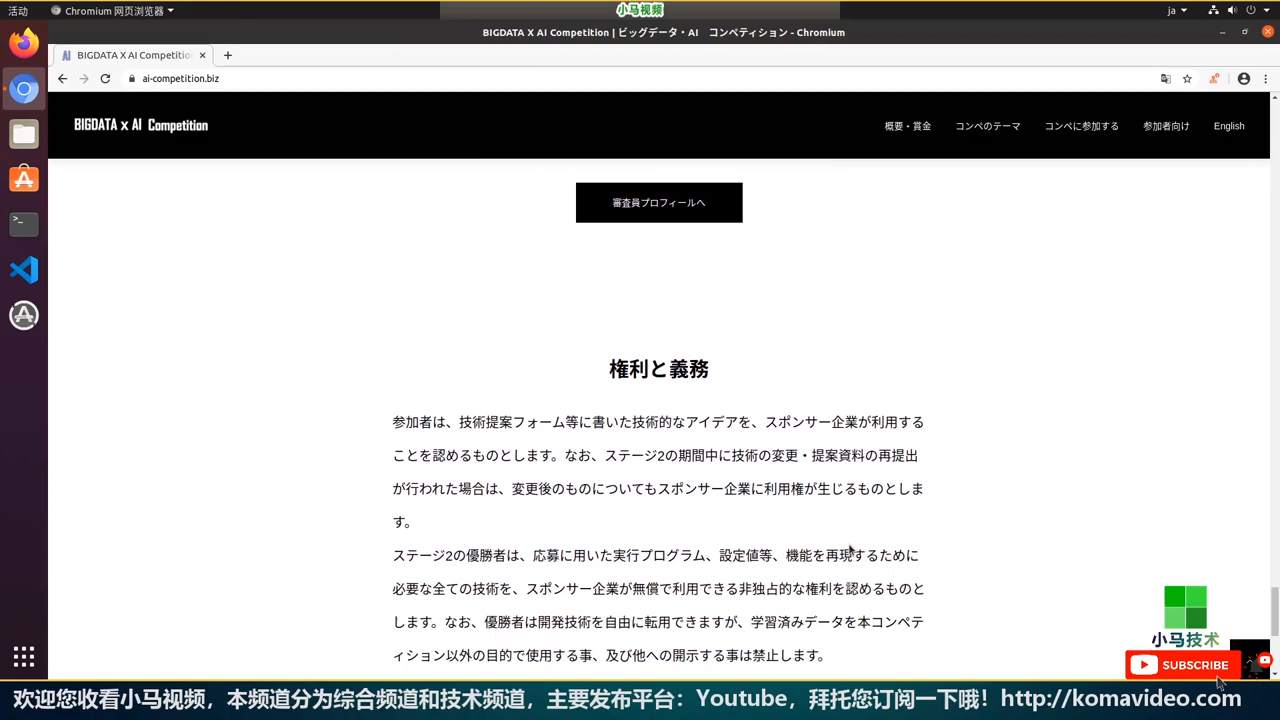 活动
Chromium 网页浏览器
小马视频
ja
BIGDATA X AI Competition | ビッグデータ・AI　コンペティション - Chromium
BIGDATA X AI Competitio
ai-competition.biz
BIGDATA x AI Competition
概要・賞金
コンペのテーマ
コンペに参加する
参加者向け
English
審査員プロフィールへ
権利と義務
参加者は、技術提案フォーム等に書いた技術的なアイデアを、スポンサー企業が利用する
ことを認めるものとします。なお、ステージ2の期間中に技術の変更・提案資料の再提出
が行われた場合は、変更後のものについてもスポンサー企業に利用権が生じるものとしま
す。
ステージ2の優勝者は、応募に用いた実行プログラム、設定値等、機能を再現するために
必要な全ての技術を、スポンサー企業が無償で利用できる非独占的な権利を認めるものと
します。なお、優勝者は開発技術を自由に転用できますが、学習済みデータを本コンペテ
ィション以外の目的で使用する事、及び他への開示する事は禁止します。
小马技术
SUBSCRIBE
欢迎您收看小马视频，本频道分为综合频道和技术频道，主要发布平台：Youtube，拜托您订阅一下哦！http://komavideo.com